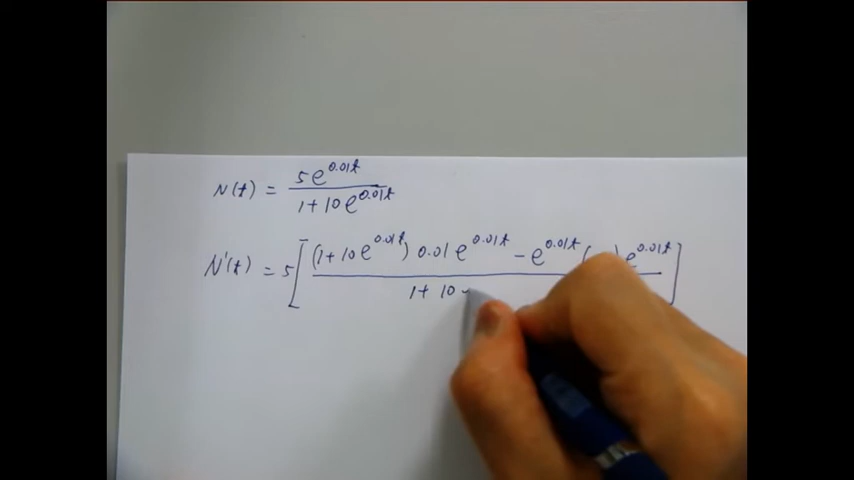 N(t) = 5e^0.01t / 1 + 10e^0.01t
N'(t) = 5 [ (1 + 10e^0.01t) 0.01 e^0.01t - e^0.01t ( ) e^0.01t / 1 + 10 ]